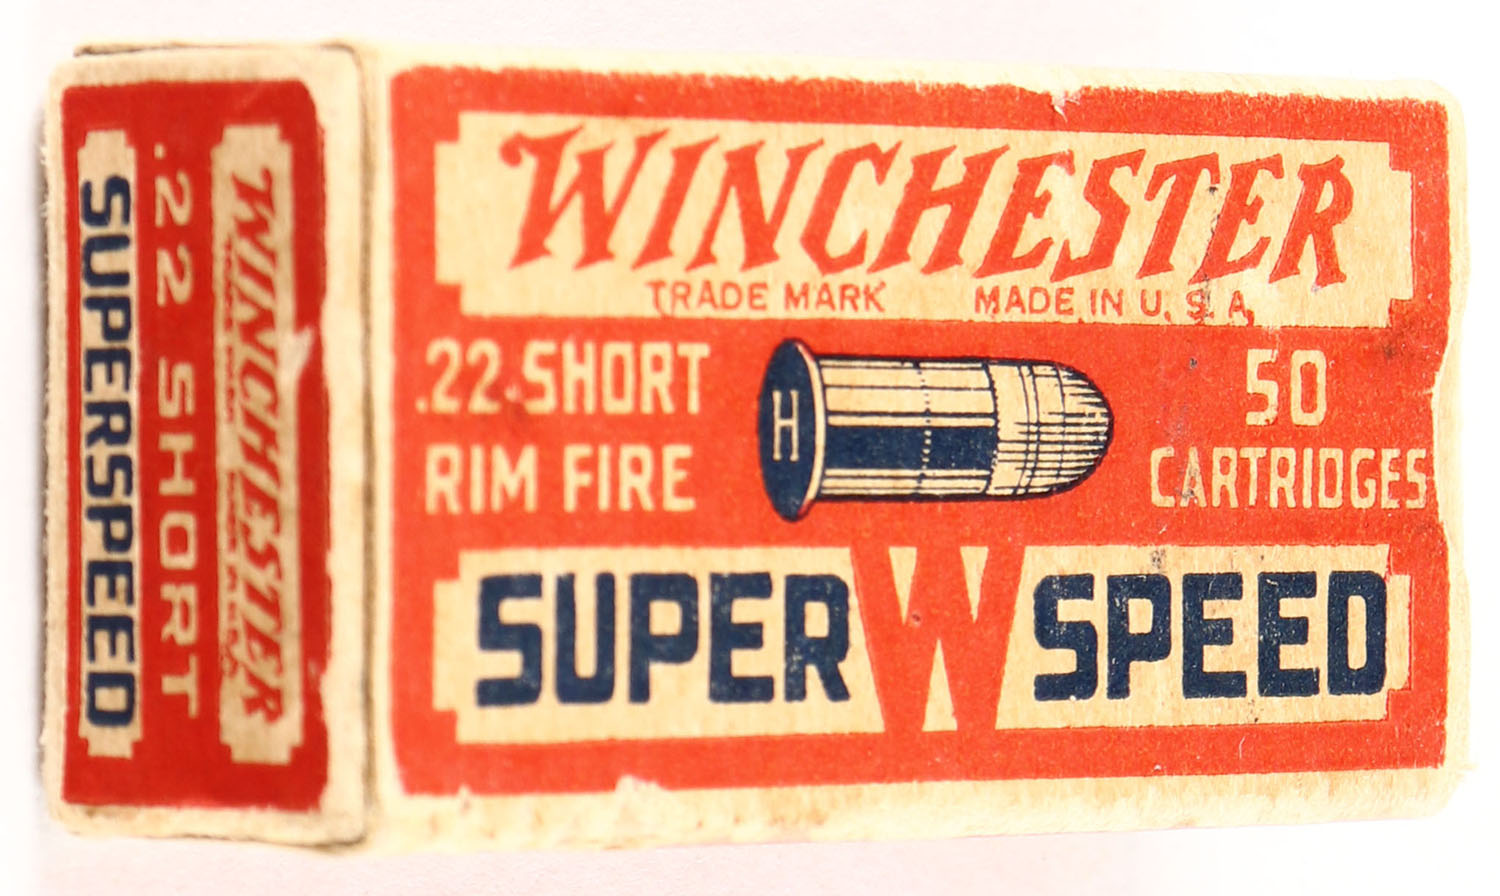 WINCHESTER
TRADE MARK MADE IN U. S. A.
.22 SHORT
RIM FIRE
H
50
CARTRIDGES
SUPER W SPEED
WINCHESTER
.22 SHORT
SUPERSPEED